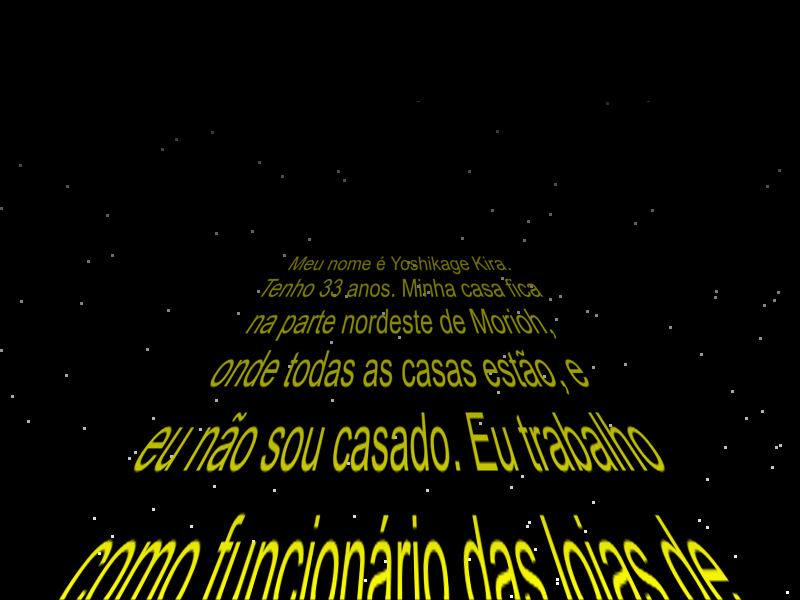 Meu nome é Yoshikage Kira.
Tenho 33 anos. Minha casa fica
na parte nordeste de Morioh,
onde todas as casas estão, e
eu não sou casado. Eu trabalho
como funcionário das lojas de